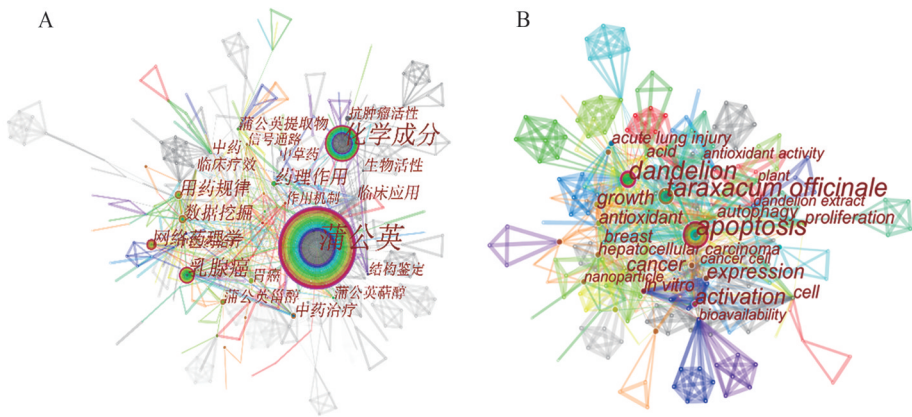 A
抗肿瘤活性
蒲公英提取物
化学成分
信号通路
中药
中草药
临床疗效
生物活性
药理作用
用药规律
临床应用
作用机制
数据挖掘
蒲公英
网络药理学
乳腺癌
胃癌
结构鉴定
蒲公英甾醇
蒲公英萜醇
中药治疗
B
acute lung injury
acid
antioxidant activity
dandelion
plant
taraxacum officinale
growth
dandelion extract
antioxidant
autophagy
proliferation
apoptosis
breast
hepatocellular carcinoma
cancer
cancer cell
nanoparticle
expression
in vitro
activation
cell
bioavailability